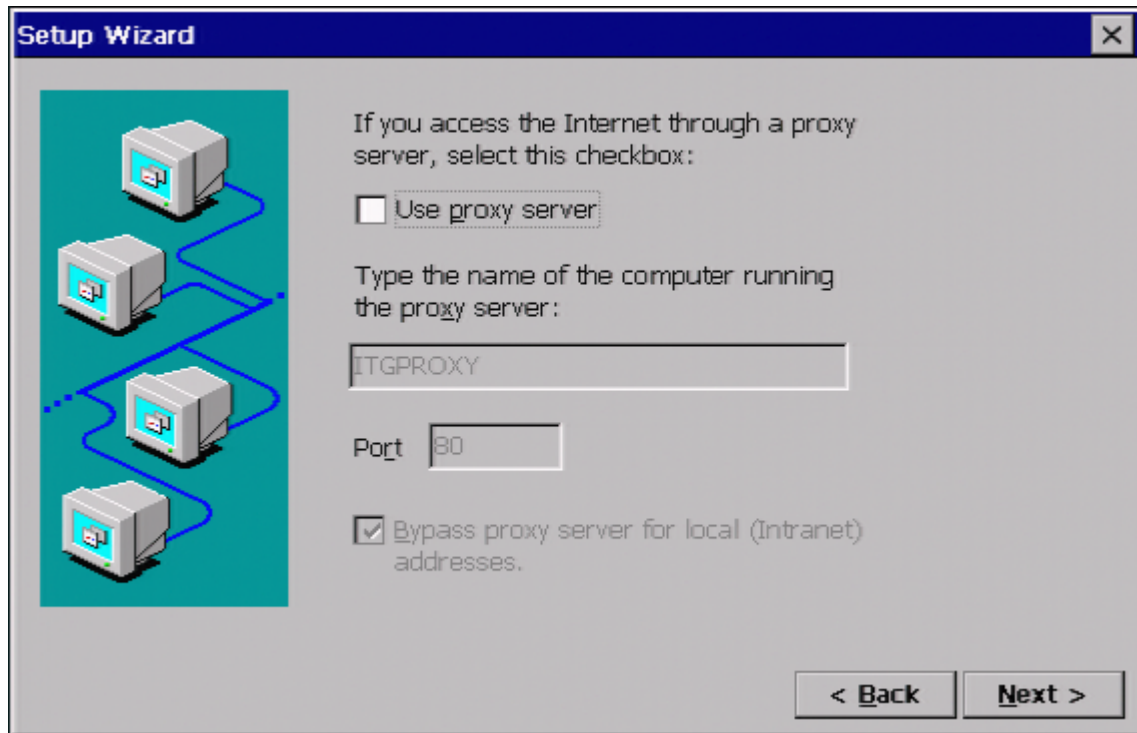 Setup Wizard
If you access the Internet through a proxy
server, select this checkbox:
Use proxy server
Type the name of the computer running
the proxy server:
ITGPROXY
Port 80
Bypass proxy server for local (Intranet)
addresses.
< Back Next >